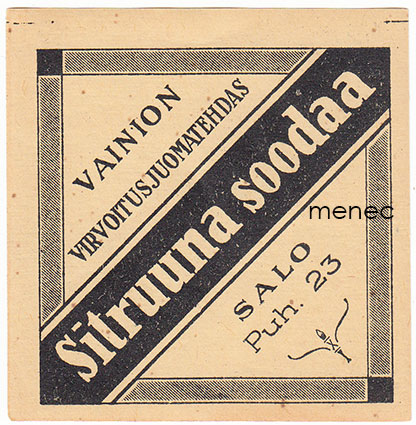 VAINION
VIRVOITUSJUOMATEHDAS
Sitruuna soodaa
menec
SALO
Puh. 23